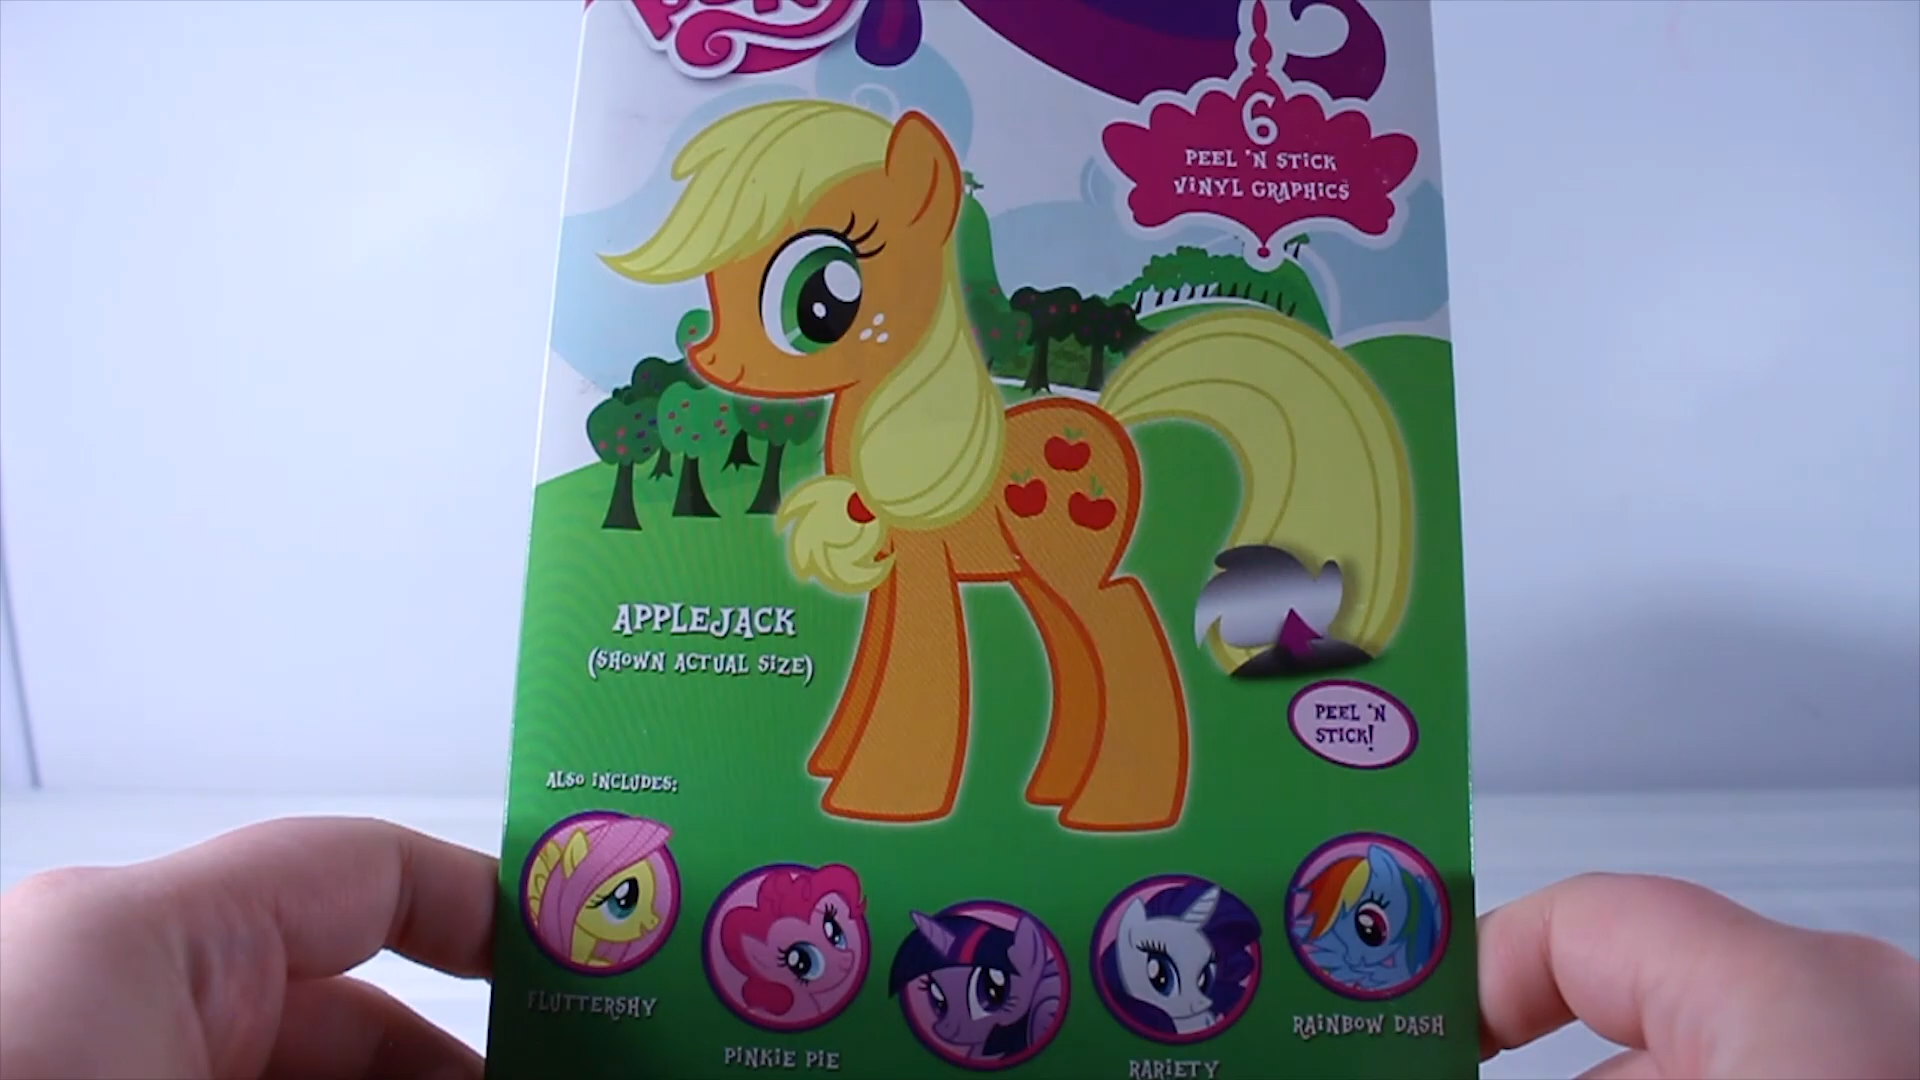 6
PEEL 'N STICK
VINYL GRAPHICS
APPLEJACK
(SHOWN ACTUAL SIZE)
PEEL 'N
STICK!
ALSO INCLUDES:
FLUTTERSHY
PINKIE PIE
RARIETY
RAINBOW DASH